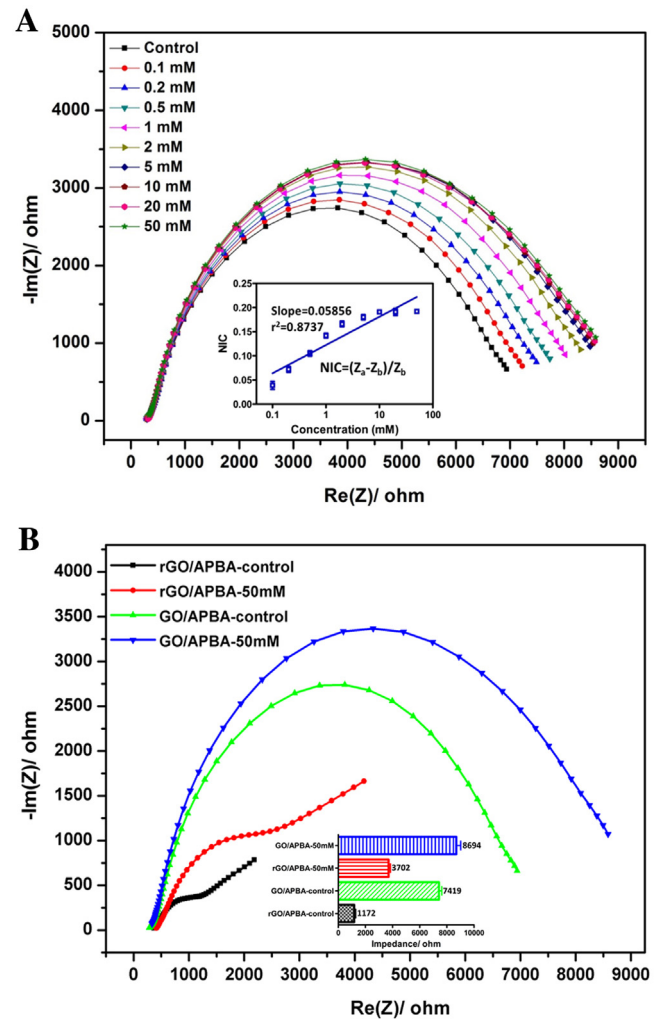 A
5000
4000
3000
2000
1000
0
-Im(Z)/ ohm
Control
0.1 mM
0.2 mM
0.5 mM
1 mM
2 mM
5 mM
10 mM
20 mM
50 mM
0.25
0.20
0.15
0.10
0.05
0.00
NIC
Slope=0.05856
r²=0.8737
NIC=(Zₐ-Z_b)/Z_b
0.1 1 10 100
Concentration (mM)
0 1000 2000 3000 4000 5000 6000 7000 8000 9000
Re(Z)/ ohm
B
4000
3500
3000
2500
2000
1500
1000
500
0
-Im(Z)/ ohm
rGO/APBA-control
rGO/APBA-50mM
GO/APBA-control
GO/APBA-50mM
GO/APBA-50mM 8694
rGO/APBA-50mM 3702
GO/APBA-control 7419
rGO/APBA-control 1172
0 2000 4000 6000 8000 10000
Impedance/ ohm
0 1000 2000 3000 4000 5000 6000 7000 8000 9000
Re(Z)/ ohm